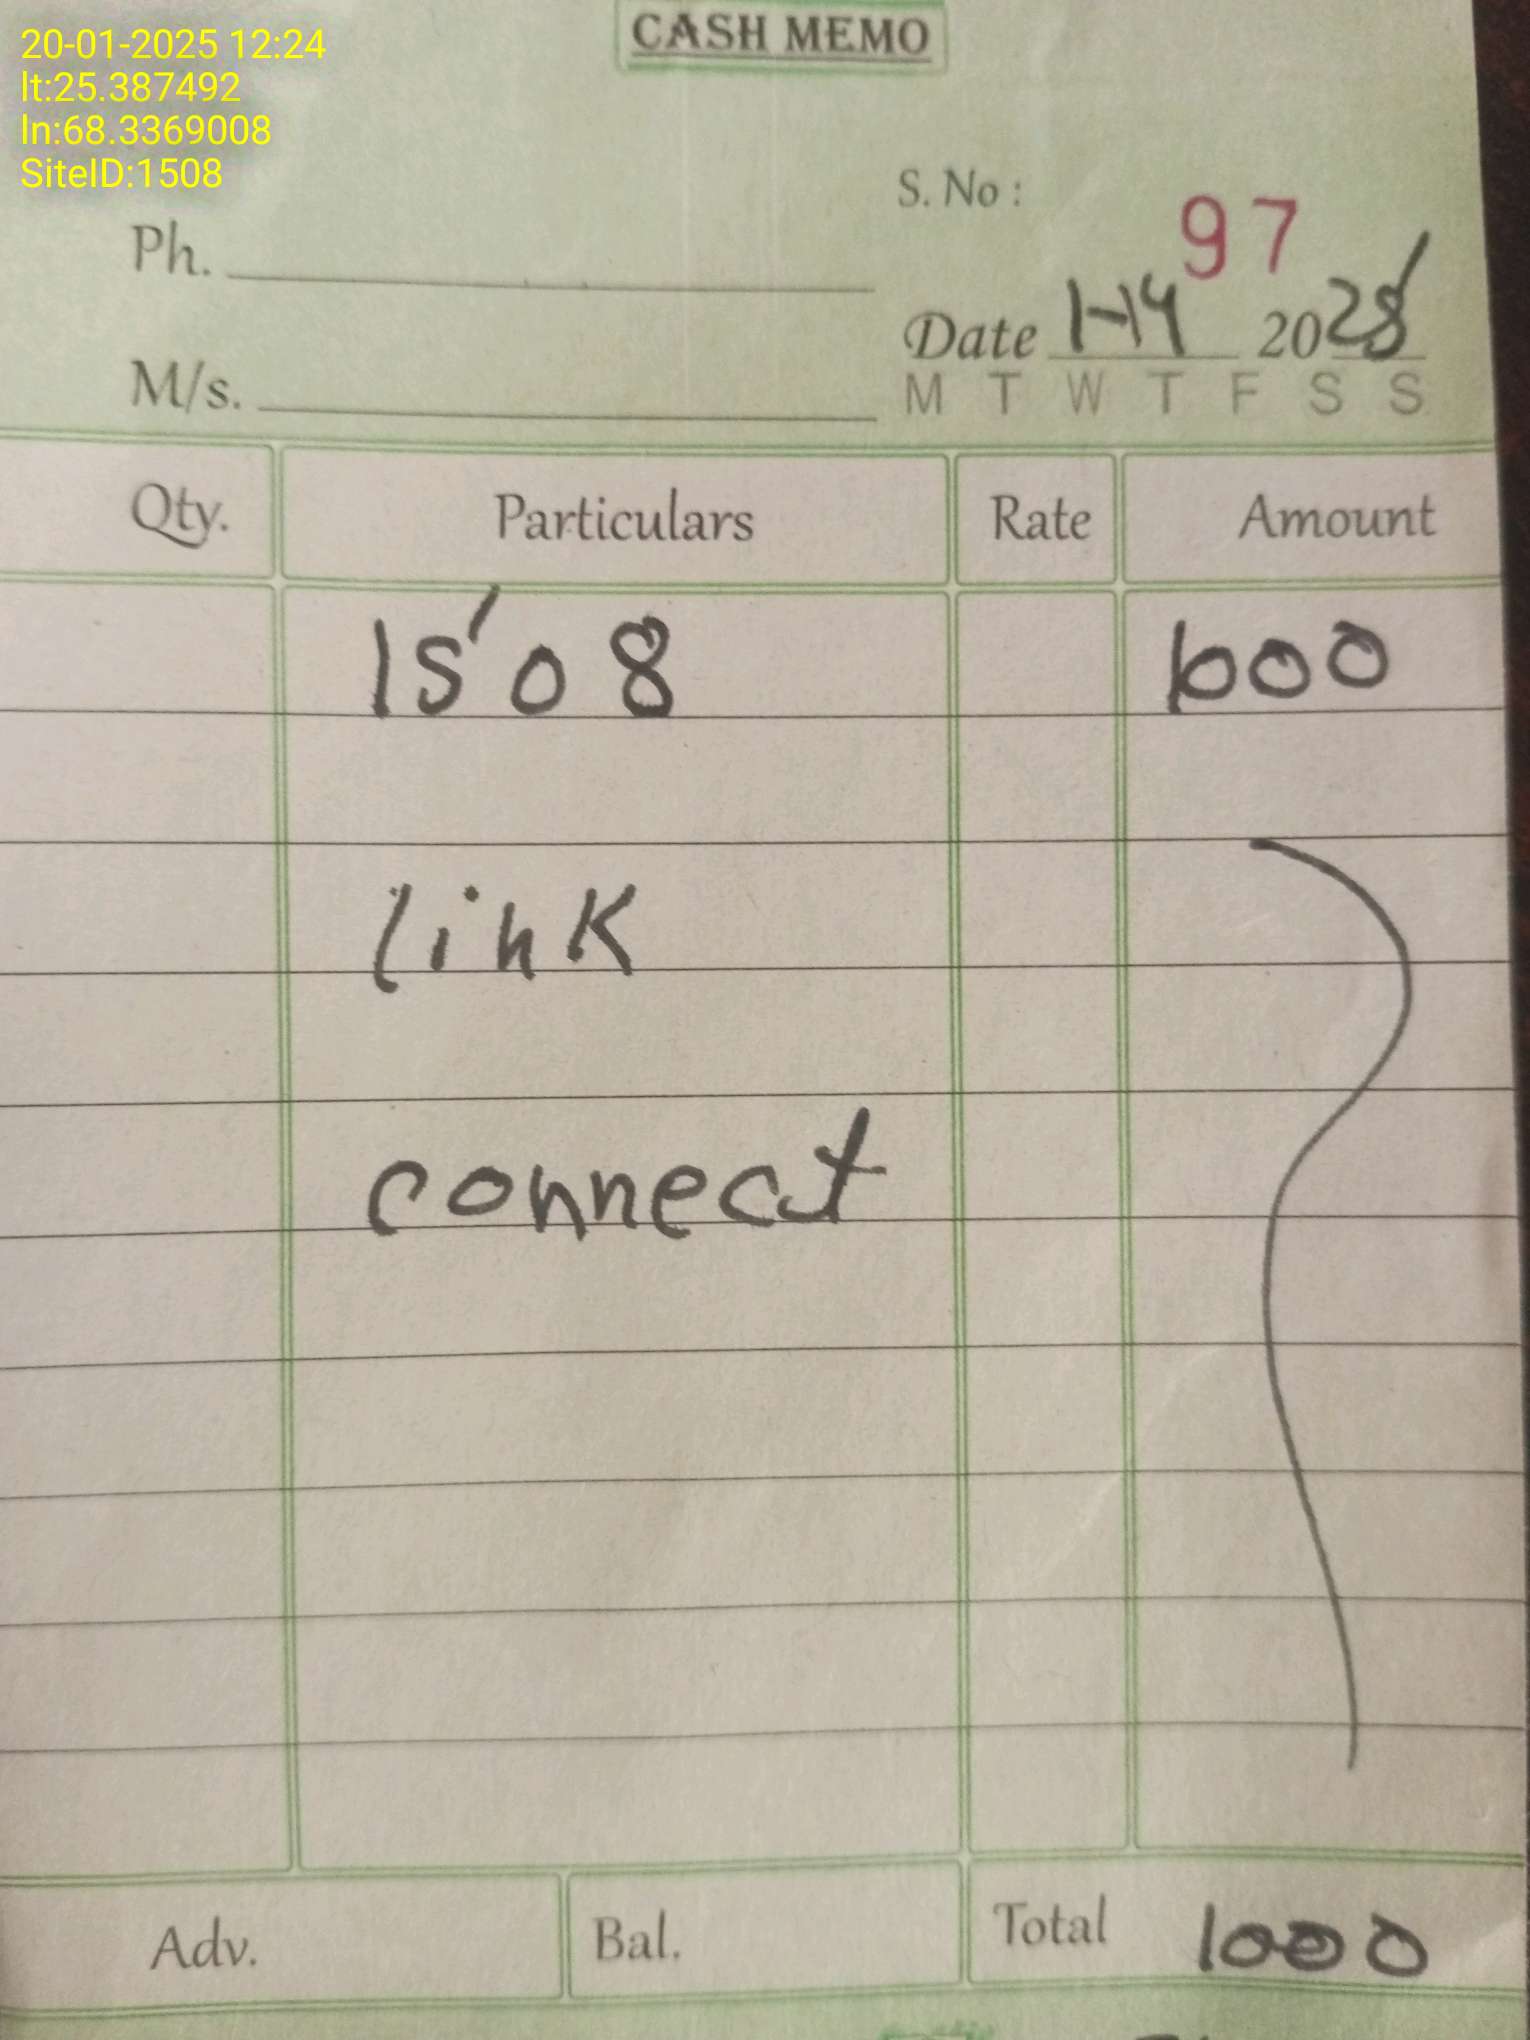 20-01-2025 12:24
lt:25.387492
ln:68.3369008
SiteID:1508
CASH MEMO
S. No : 97
Ph.
Date 1-14 2025
M/s.
M T W T F S S
Qty. Particulars Rate Amount
1508 1000
link
connect
Adv. Bal. Total 1000